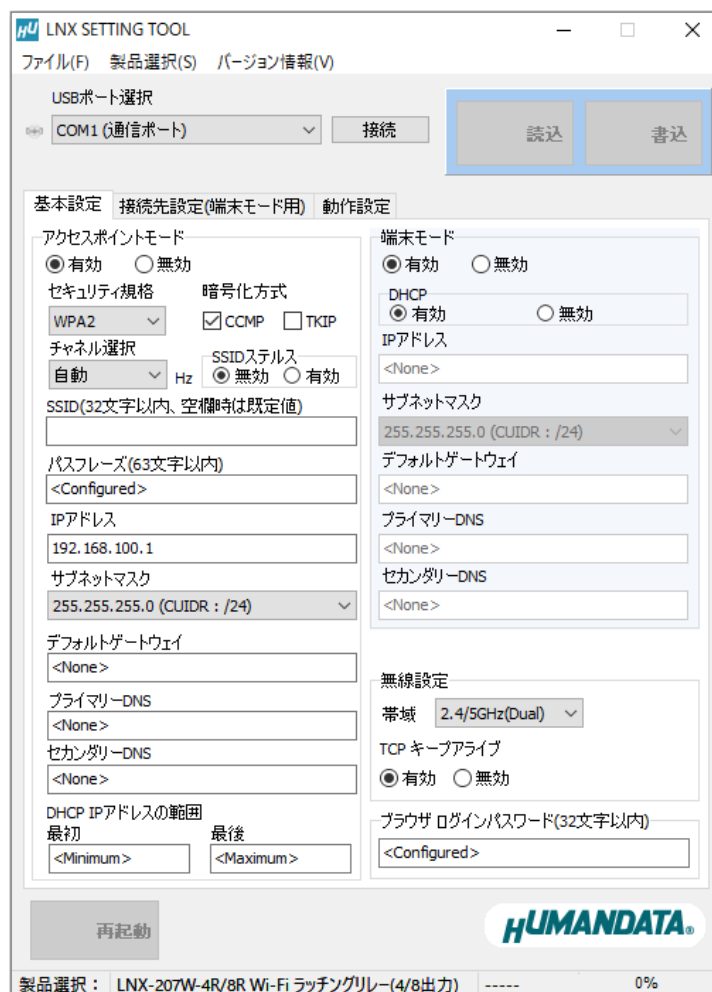 LNX SETTING TOOL
ファイル(F) 製品選択(S) バージョン情報(V)
USBポート選択
COM1 (通信ポート) 接続 読込 書込
基本設定 接続先設定(端末モード用) 動作設定
アクセスポイントモード
有効 無効
セキュリティ規格 暗号化方式
WPA2 CCMP TKIP
チャネル選択 SSIDステルス
自動 Hz 無効 有効
SSID(32文字以内、空欄時は既定値)
パスフレーズ(63文字以内)
<Configured>
IPアドレス
192.168.100.1
サブネットマスク
255.255.255.0 (CUIDR : /24)
デフォルトゲートウェイ
<None>
プライマリーDNS
<None>
セカンダリーDNS
<None>
DHCP IPアドレスの範囲
最初 最後
<Minimum> <Maximum>
端末モード
有効 無効
DHCP
有効 無効
IPアドレス
<None>
サブネットマスク
255.255.255.0 (CUIDR : /24)
デフォルトゲートウェイ
<None>
プライマリーDNS
<None>
セカンダリーDNS
<None>
無線設定
帯域 2.4/5GHz(Dual)
TCP キープアライブ
有効 無効
ブラウザ ログインパスワード(32文字以内)
<Configured>
再起動 HUMANDATA®
製品選択： LNX-207W-4R/8R Wi-Fi ラッチングリレー(4/8出力) ----- 0%